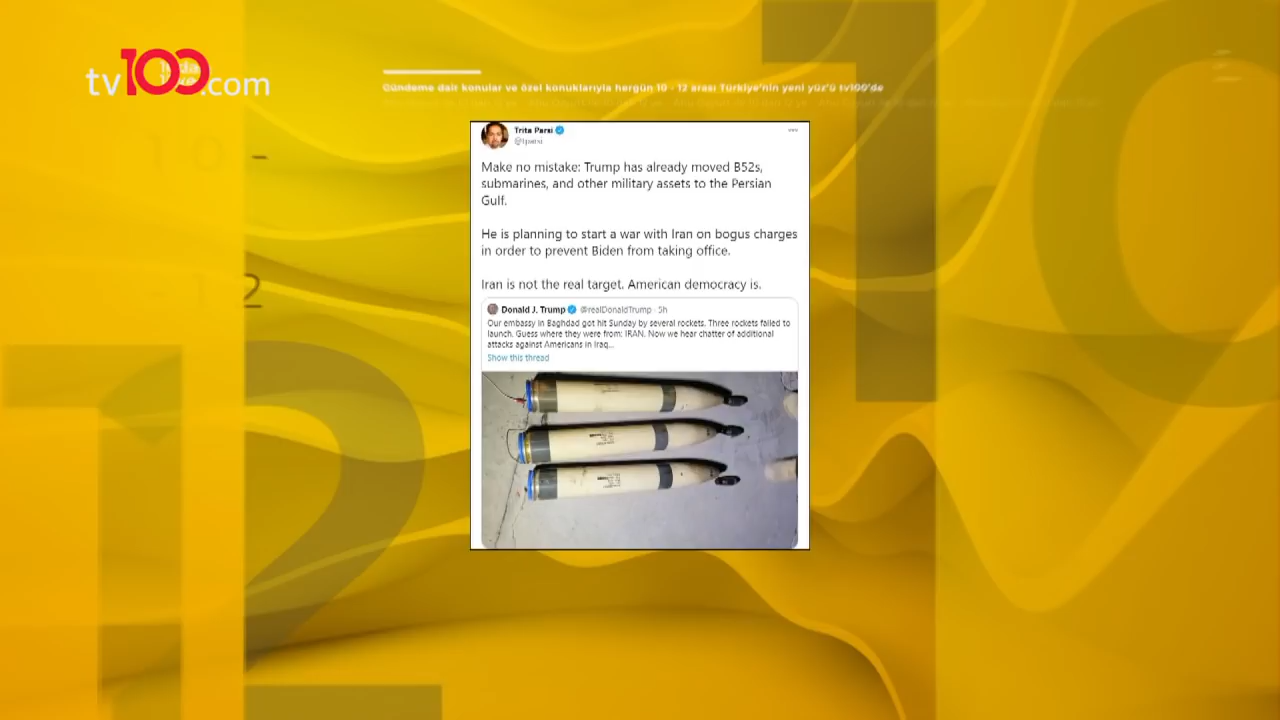 tv100.com
Gündeme dair konular ve özel konuklarıyla hergün 10 - 12 arası Türkiye'nin yeni yüz'ü tv100'de
10 -
12
Trita Parsi
@tparsi
Make no mistake: Trump has already moved B52s,
submarines, and other military assets to the Persian
Gulf.
He is planning to start a war with Iran on bogus charges
in order to prevent Biden from taking office.
Iran is not the real target. American democracy is.
Donald J. Trump @realDonaldTrump · 5h
Our embassy in Baghdad got hit Sunday by several rockets. Three rockets failed to
launch. Guess where they were from: IRAN. Now we hear chatter of additional
attacks against Americans in Iraq...
Show this thread
10
12